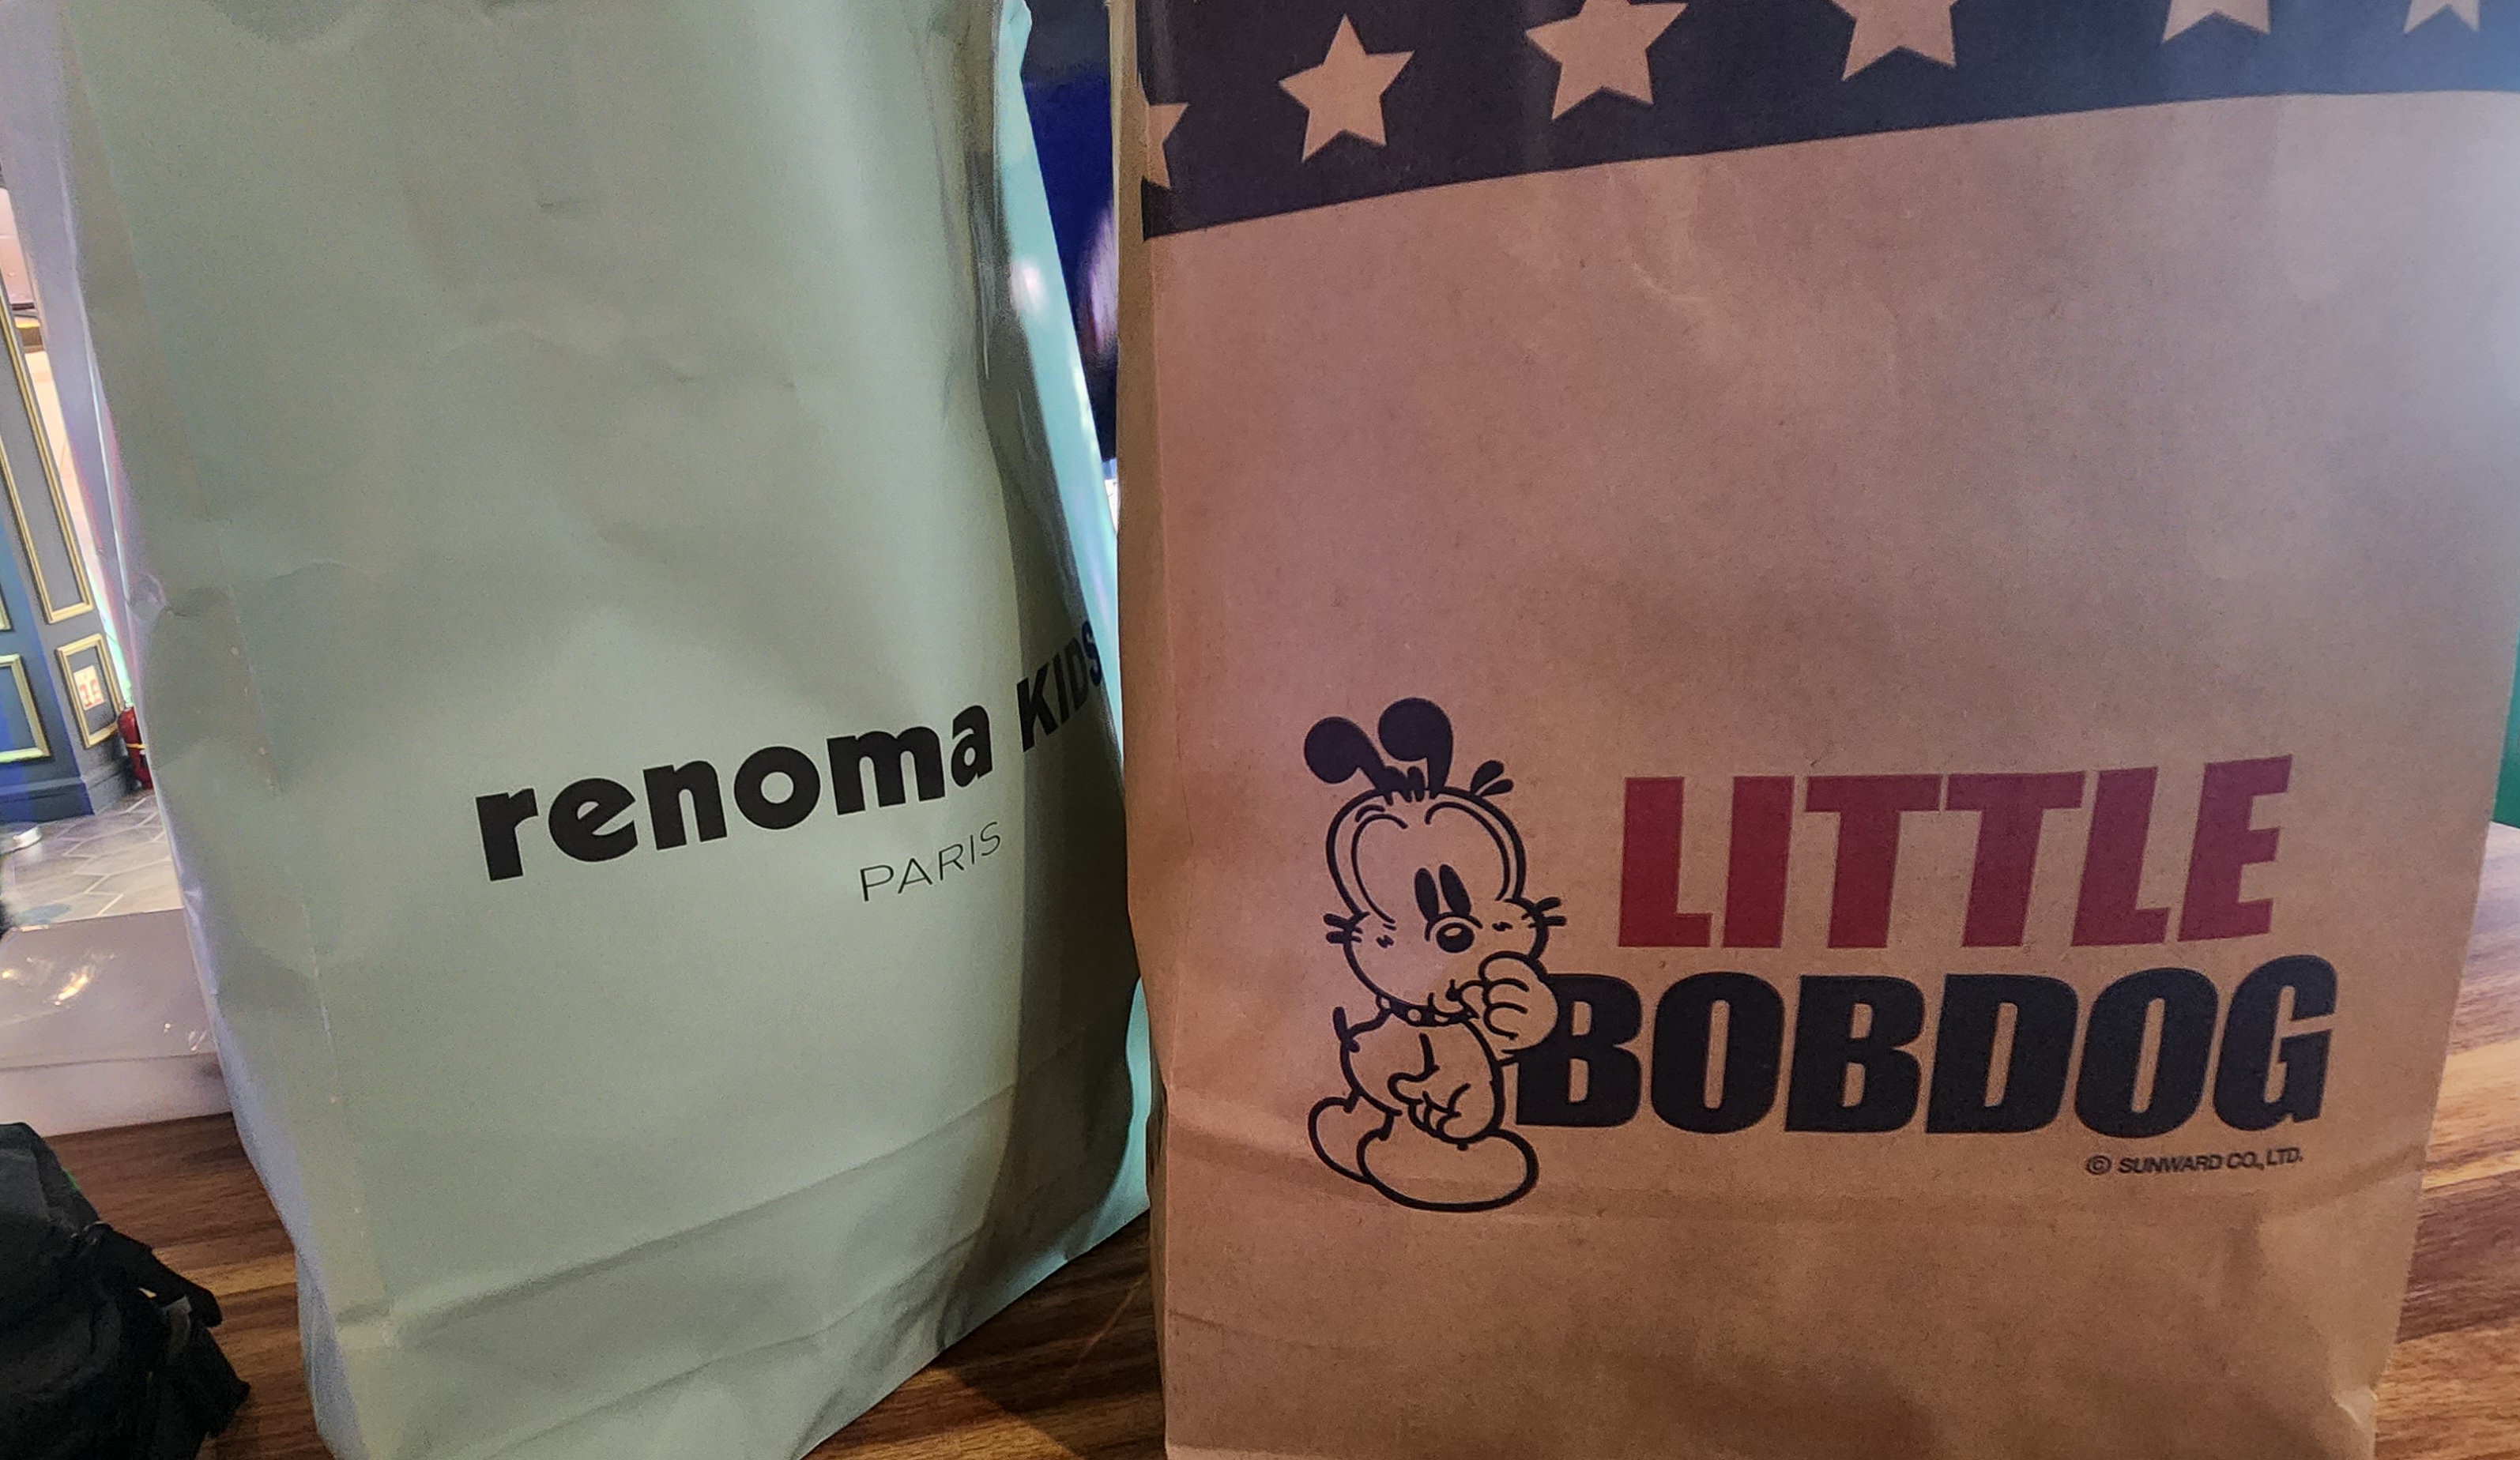 renoma KIDS
PARIS
LITTLE
BOBDOG
© SUNWARD CO., LTD.